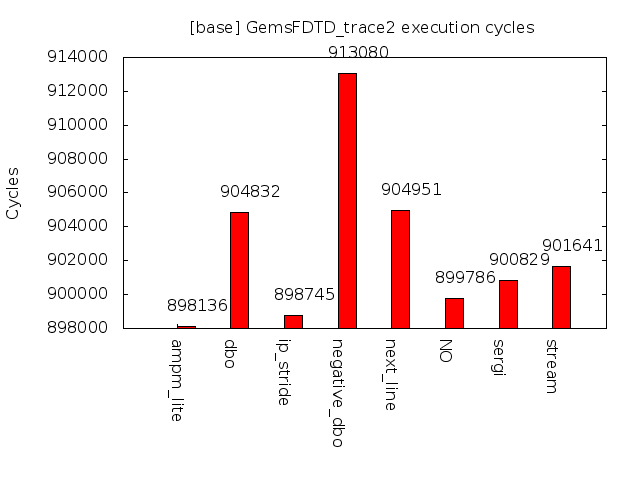 [base] GemsFDTD_trace2 execution cycles
Cycles
914000
912000
910000
908000
906000
904000
902000
900000
898000
898136
904832
898745
913080
904951
899786
900829
901641
ampm_lite
dbo
ip_stride
negative_dbo
next_line
NO
sergi
stream